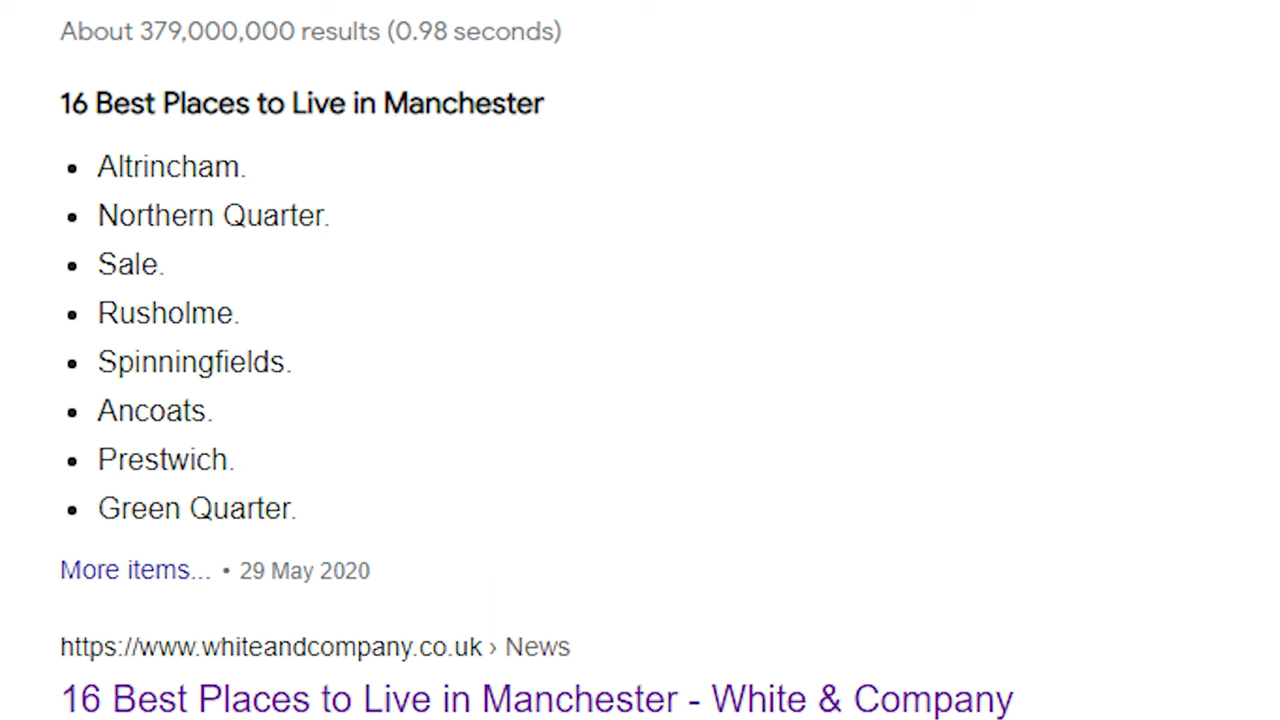 About 379,000,000 results (0.98 seconds)
16 Best Places to Live in Manchester
• Altrincham.
• Northern Quarter.
• Sale.
• Rusholme.
• Spinningfields.
• Ancoats.
• Prestwich.
• Green Quarter.
More items... • 29 May 2020
https://www.whiteandcompany.co.uk › News
16 Best Places to Live in Manchester - White & Company